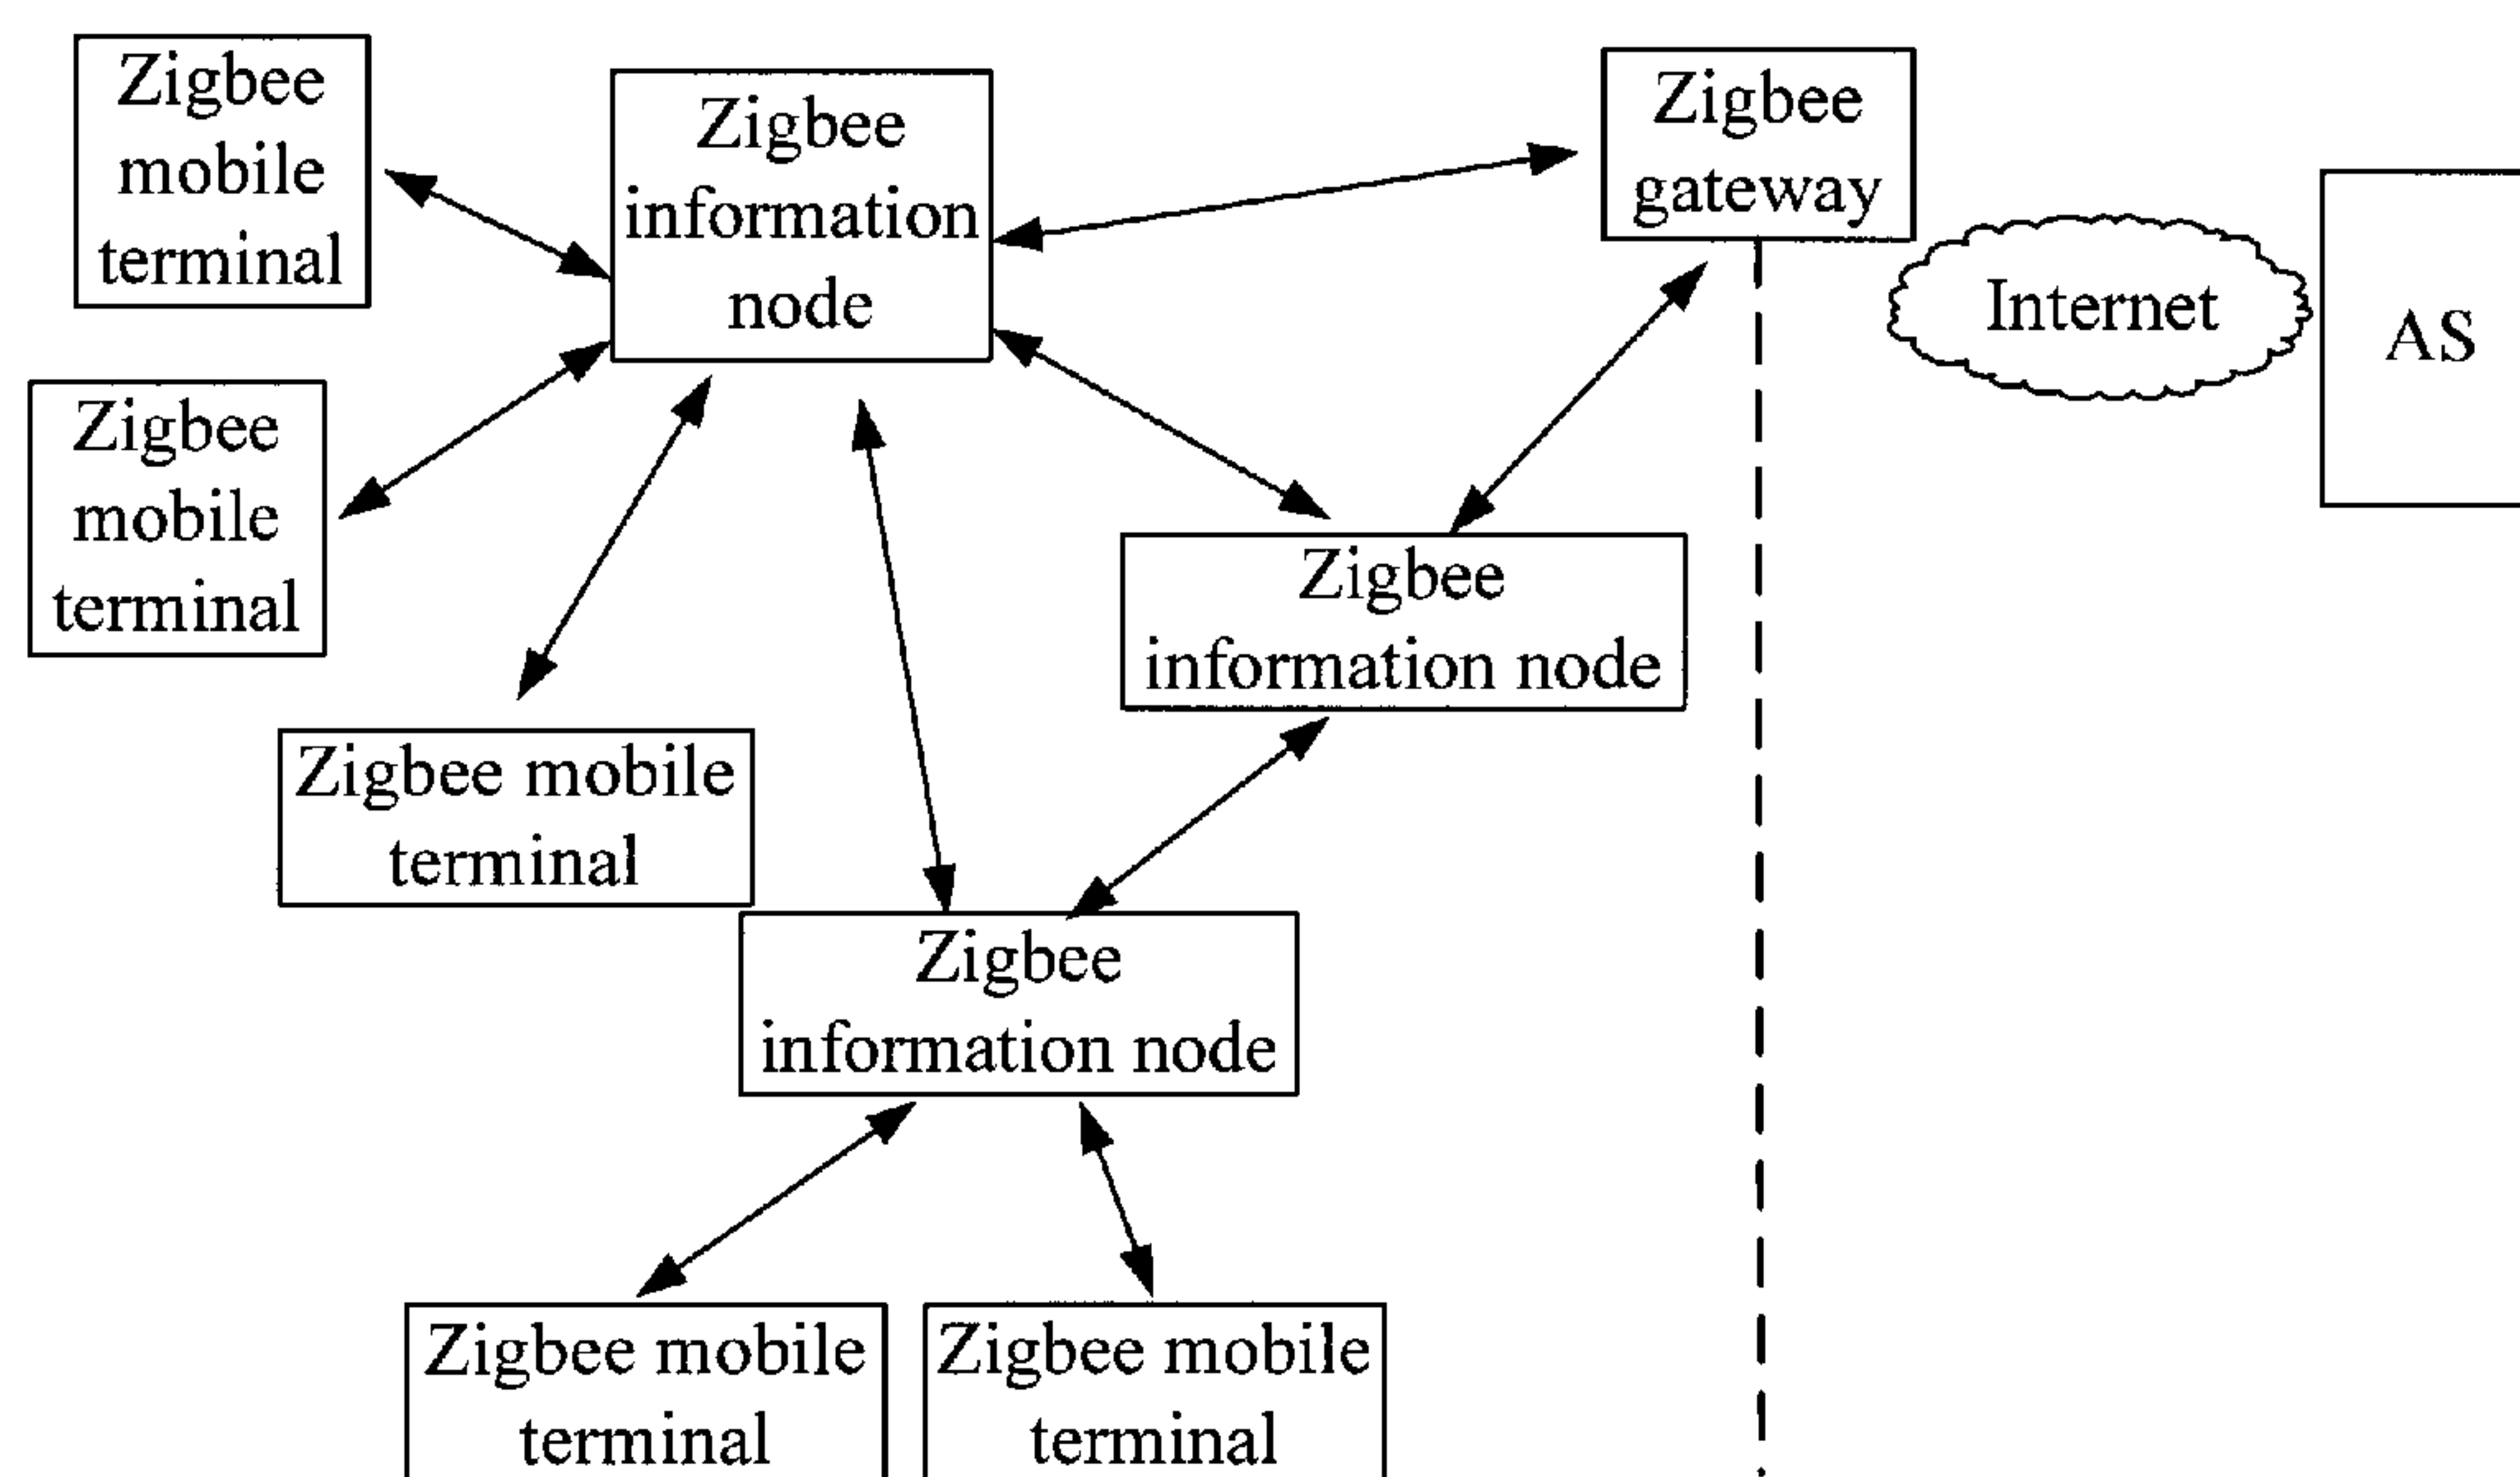 Zigbee
mobile
terminal
Zigbee
information
node
Zigbee
gateway
Internet
AS
Zigbee
mobile
terminal
Zigbee
information node
Zigbee mobile
terminal
Zigbee
information node
Zigbee mobile
terminal
Zigbee mobile
terminal